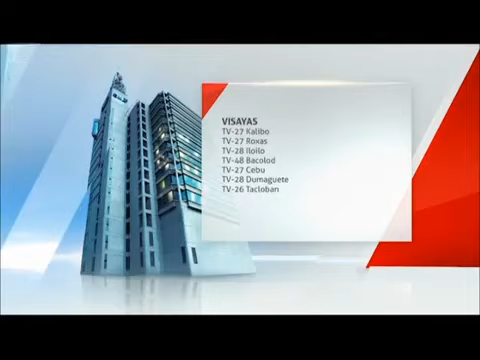 VISAYAS
TV-27 Kalibo
TV-27 Roxas
TV-28 Iloilo
TV-48 Bacolod
TV-27 Cebu
TV-28 Dumaguete
TV-26 Tacloban